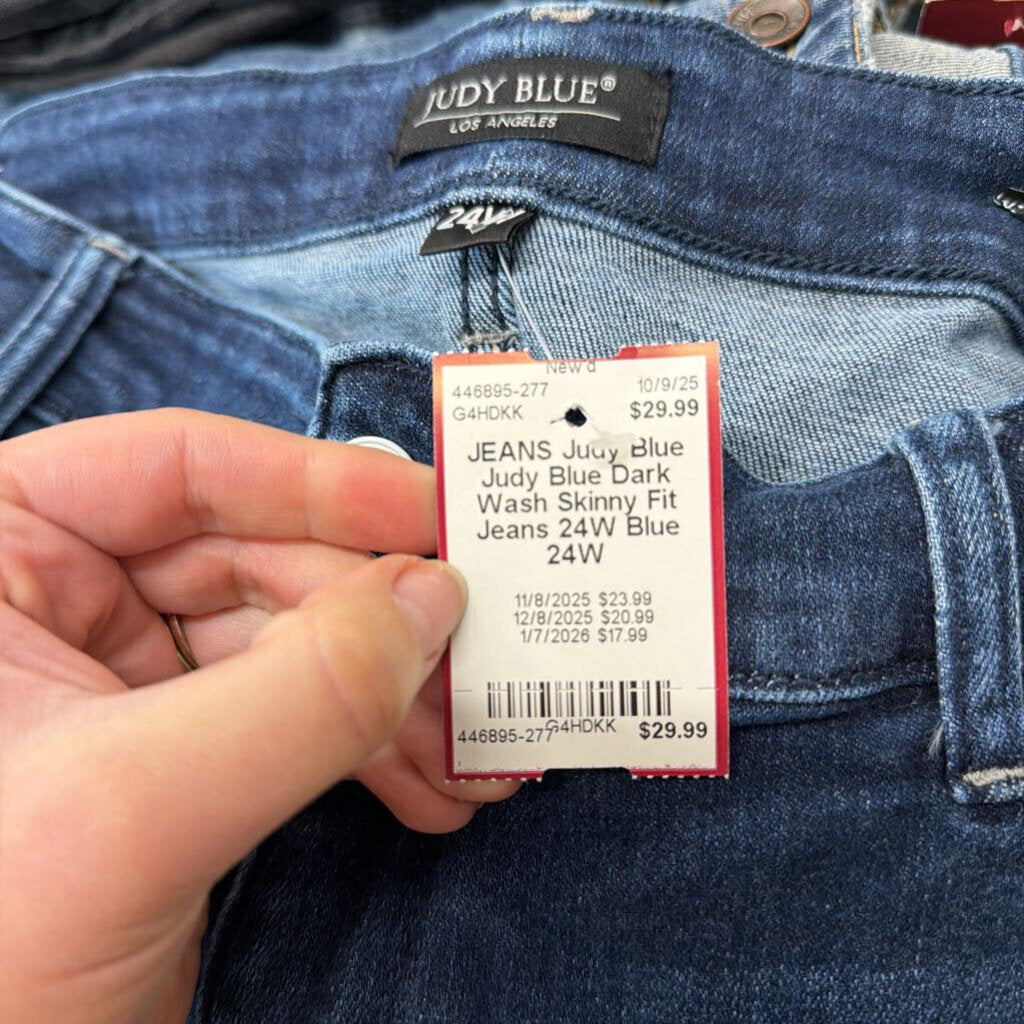 JUDY BLUE®
LOS ANGELES
24W
New'd
446895-277 10/9/25
G4HDKK $29.99
JEANS Judy Blue
Judy Blue Dark
Wash Skinny Fit
Jeans 24W Blue
24W
11/8/2025 $23.99
12/8/2025 $20.99
1/7/2026 $17.99
G4HDKK
446895-277 $29.99